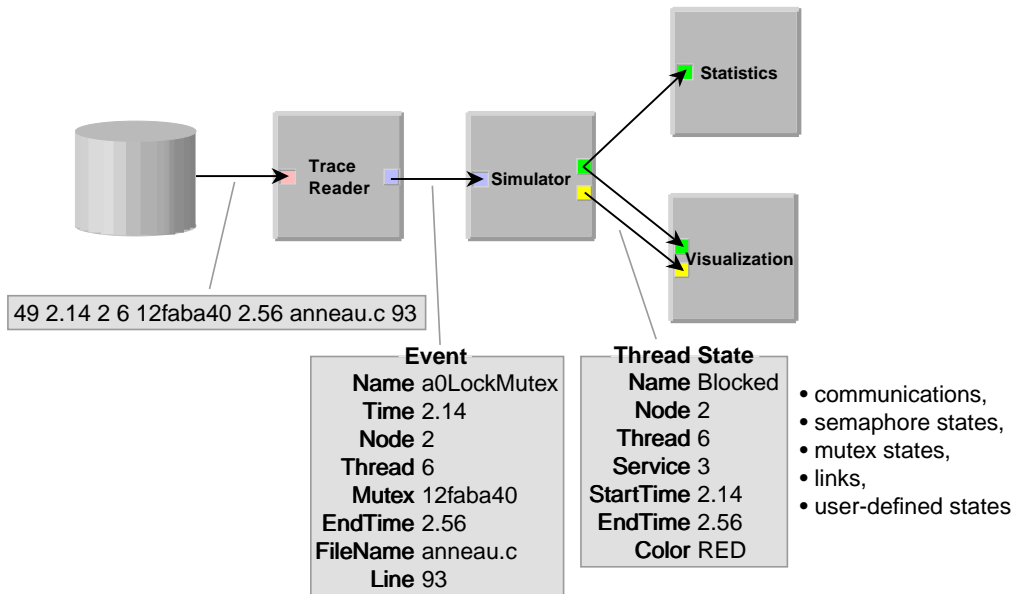 Statistics
Trace
Reader
Simulator
Visualization
49 2.14 2 6 12faba40 2.56 anneau.c 93
Event
Name a0LockMutex
Time 2.14
Node 2
Thread 6
Mutex 12faba40
EndTime 2.56
FileName anneau.c
Line 93
Thread State
Name Blocked
Node 2
Thread 6
Service 3
StartTime 2.14
EndTime 2.56
Color RED
• communications,
• semaphore states,
• mutex states,
• links,
• user-defined states